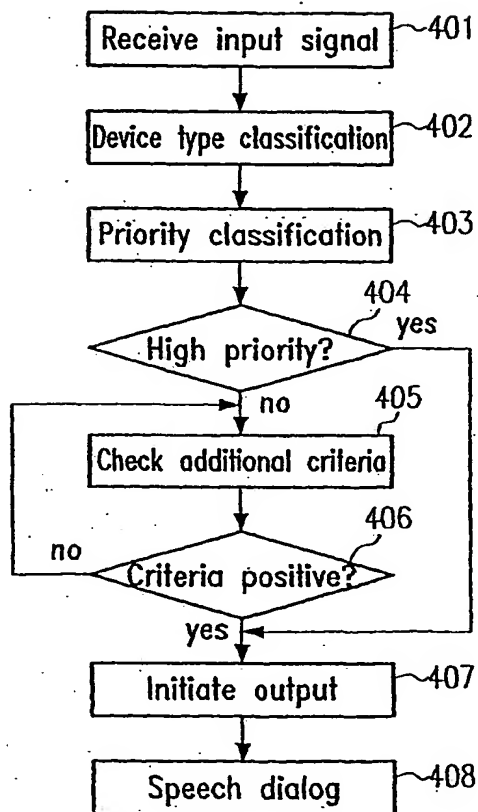 Receive input signal 401
Device type classification 402
Priority classification 403
404
High priority? yes
no
405
Check additional criteria
406
no
Criteria positive?
yes
Initiate output 407
Speech dialog 408